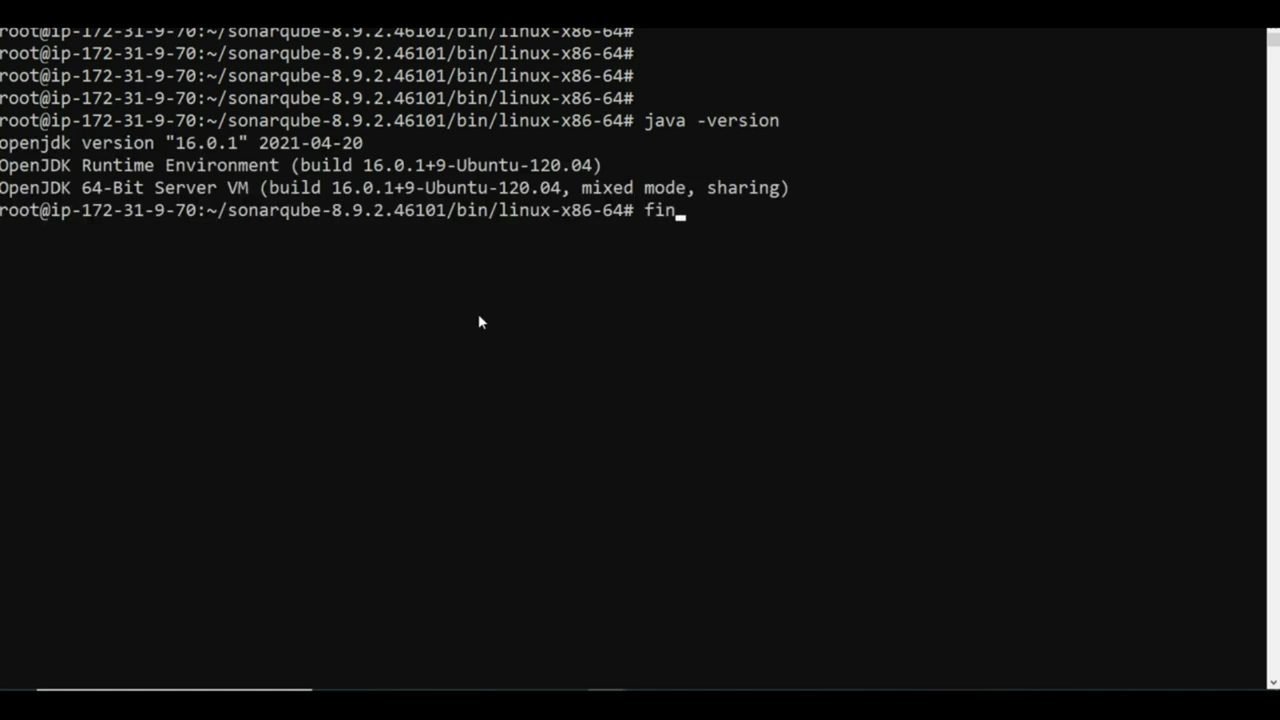 root@ip-172-31-9-70:~/sonarqube-8.9.2.46101/bin/linux-x86-64#
root@ip-172-31-9-70:~/sonarqube-8.9.2.46101/bin/linux-x86-64#
root@ip-172-31-9-70:~/sonarqube-8.9.2.46101/bin/linux-x86-64#
root@ip-172-31-9-70:~/sonarqube-8.9.2.46101/bin/linux-x86-64#
root@ip-172-31-9-70:~/sonarqube-8.9.2.46101/bin/linux-x86-64# java -version
openjdk version "16.0.1" 2021-04-20
OpenJDK Runtime Environment (build 16.0.1+9-Ubuntu-120.04)
OpenJDK 64-Bit Server VM (build 16.0.1+9-Ubuntu-120.04, mixed mode, sharing)
root@ip-172-31-9-70:~/sonarqube-8.9.2.46101/bin/linux-x86-64# fin